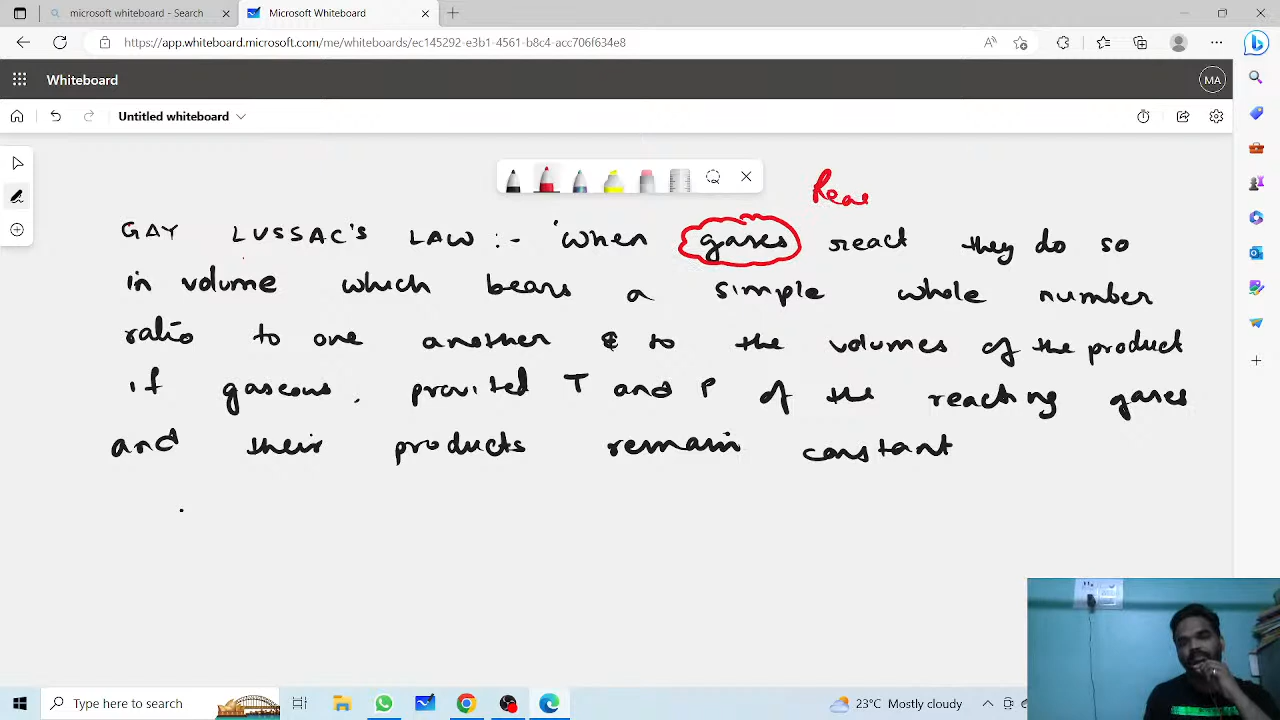 microsoft whiteboard - Search
Microsoft Whiteboard
https://app.whiteboard.microsoft.com/me/whiteboards/ec145292-e3b1-4561-b8c4-acc706f634e8
Whiteboard
MA
Untitled whiteboard
Reac
GAY LUSSAC'S LAW :- 'When gases react they do so
in volume which bears a simple whole number
ratio to one another & to the volumes of the product
if gaseous, provided T and P of the reacting gases
and their products remain constant
Type here to search
23°C Mostly cloudy